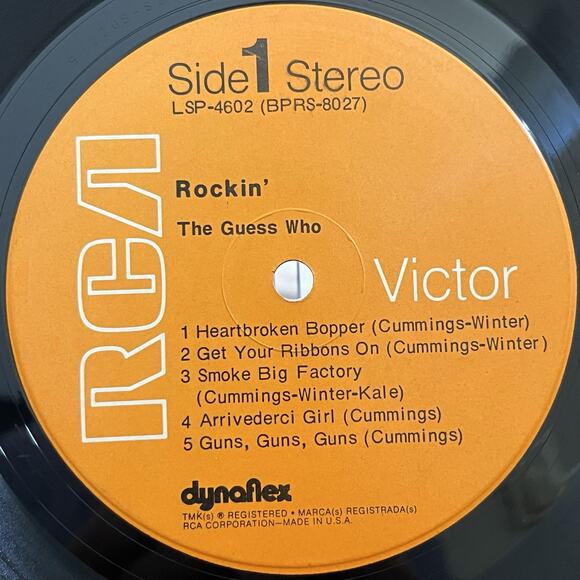 Side 1 Stereo
LSP-4602 (BPRS-8027)
RCA
Rockin'
The Guess Who
Victor
1 Heartbroken Bopper (Cummings-Winter)
2 Get Your Ribbons On (Cummings-Winter)
3 Smoke Big Factory
(Cummings-Winter-Kale)
4 Arrivederci Girl (Cummings)
5 Guns, Guns, Guns (Cummings)
dynaflex
TMK(s) ® REGISTERED • MARCA(s) REGISTRADA(s)
RCA CORPORATION—MADE IN U.S.A.